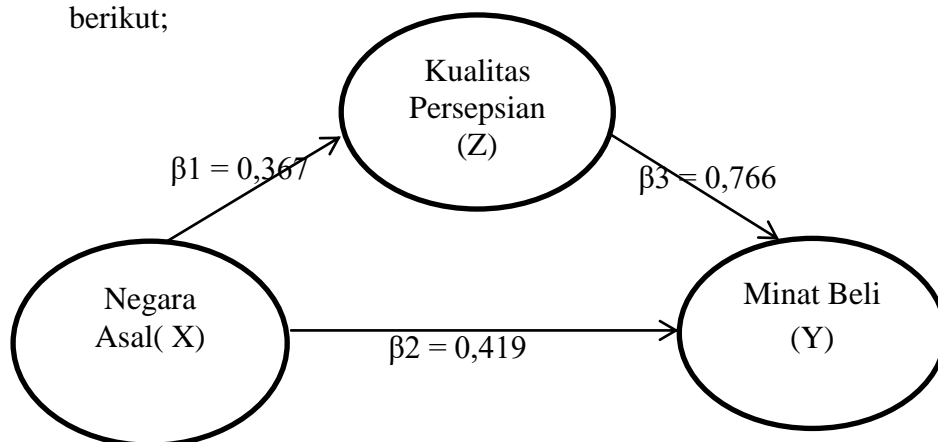 berikut;
Kualitas
Persepsian
(Z)
β1 = 0,367
β3 = 0,766
Negara
Asal( X)
Minat Beli
(Y)
β2 = 0,419